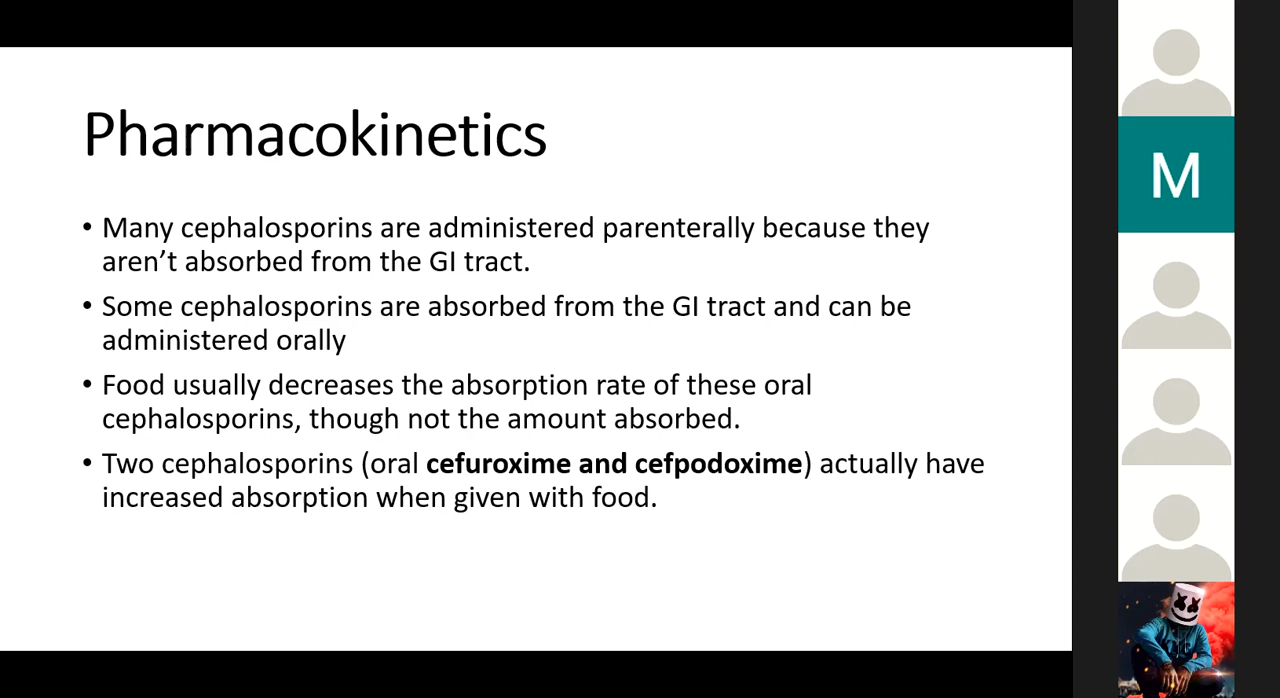 Pharmacokinetics
• Many cephalosporins are administered parenterally because they
aren’t absorbed from the GI tract.
• Some cephalosporins are absorbed from the GI tract and can be
administered orally
• Food usually decreases the absorption rate of these oral
cephalosporins, though not the amount absorbed.
• Two cephalosporins (oral cefuroxime and cefpodoxime) actually have
increased absorption when given with food.
M